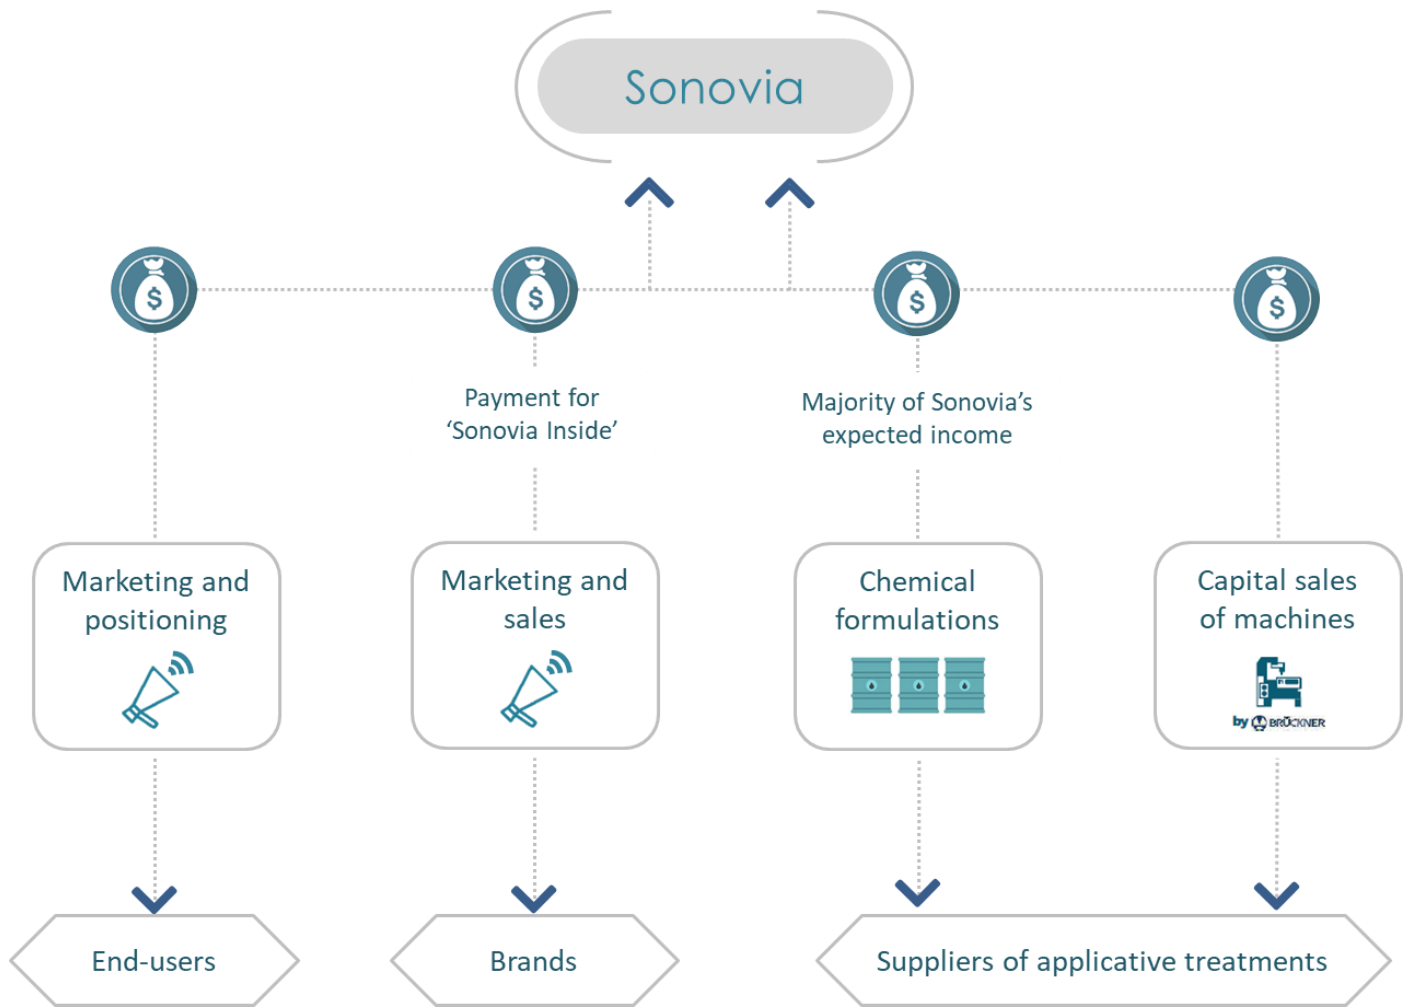 Sonovia
$
$
$
$
Payment for
‘Sonovia Inside’
Majority of Sonovia’s
expected income
Marketing and
positioning
Marketing and
sales
Chemical
formulations
Capital sales
of machines
by BRÜCKNER
End-users
Brands
Suppliers of applicative treatments